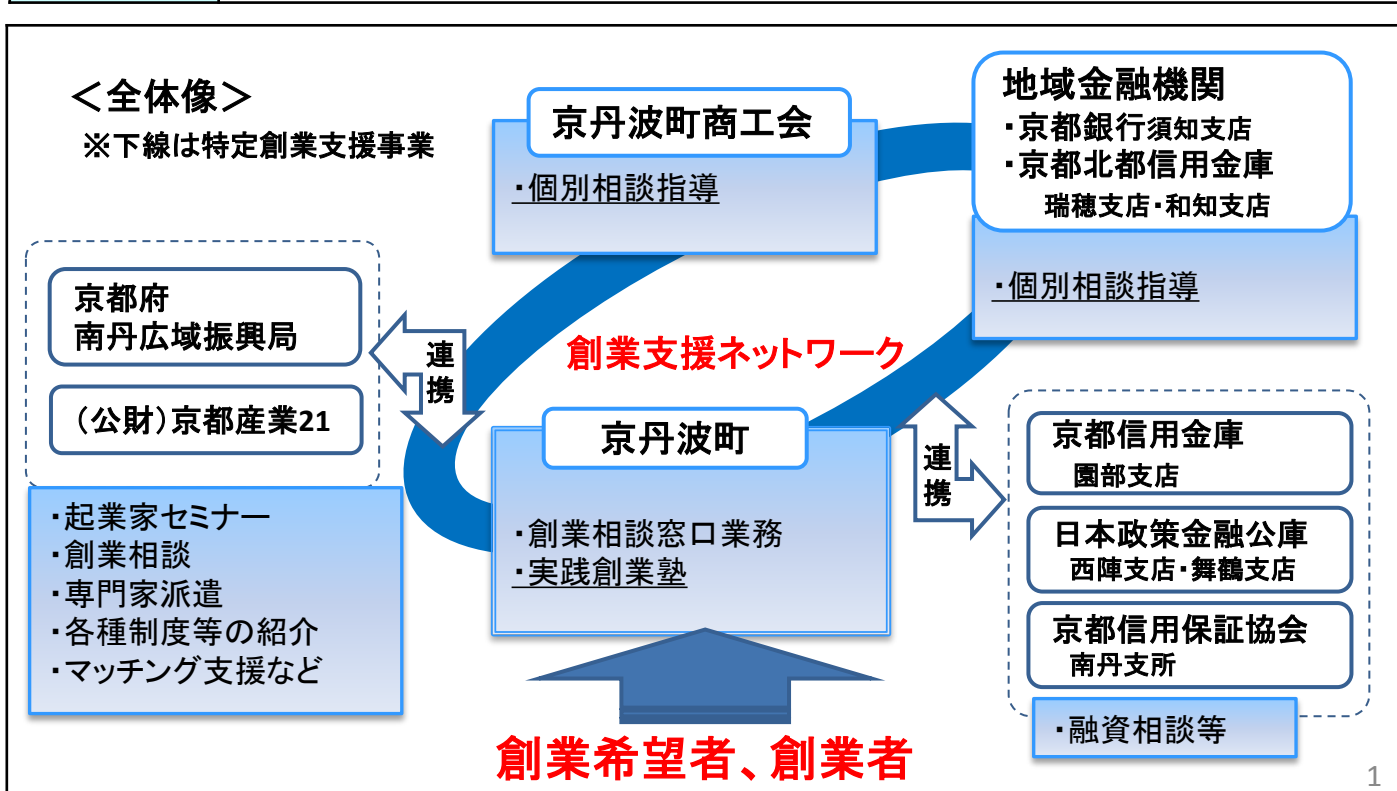 ＜全体像＞
※下線は特定創業支援事業
京丹波町商工会
・個別相談指導
地域金融機関
・京都銀行須知支店
・京都北都信用金庫
瑞穂支店・和知支店
・個別相談指導
京都府
南丹広域振興局
（公財）京都産業21
・起業家セミナー
・創業相談
・専門家派遣
・各種制度等の紹介
・マッチング支援など
連
携
創業支援ネットワーク
京丹波町
・創業相談窓口業務
・実践創業塾
連
携
京都信用金庫
園部支店
日本政策金融公庫
西陣支店・舞鶴支店
京都信用保証協会
南丹支所
・融資相談等
創業希望者、創業者
1